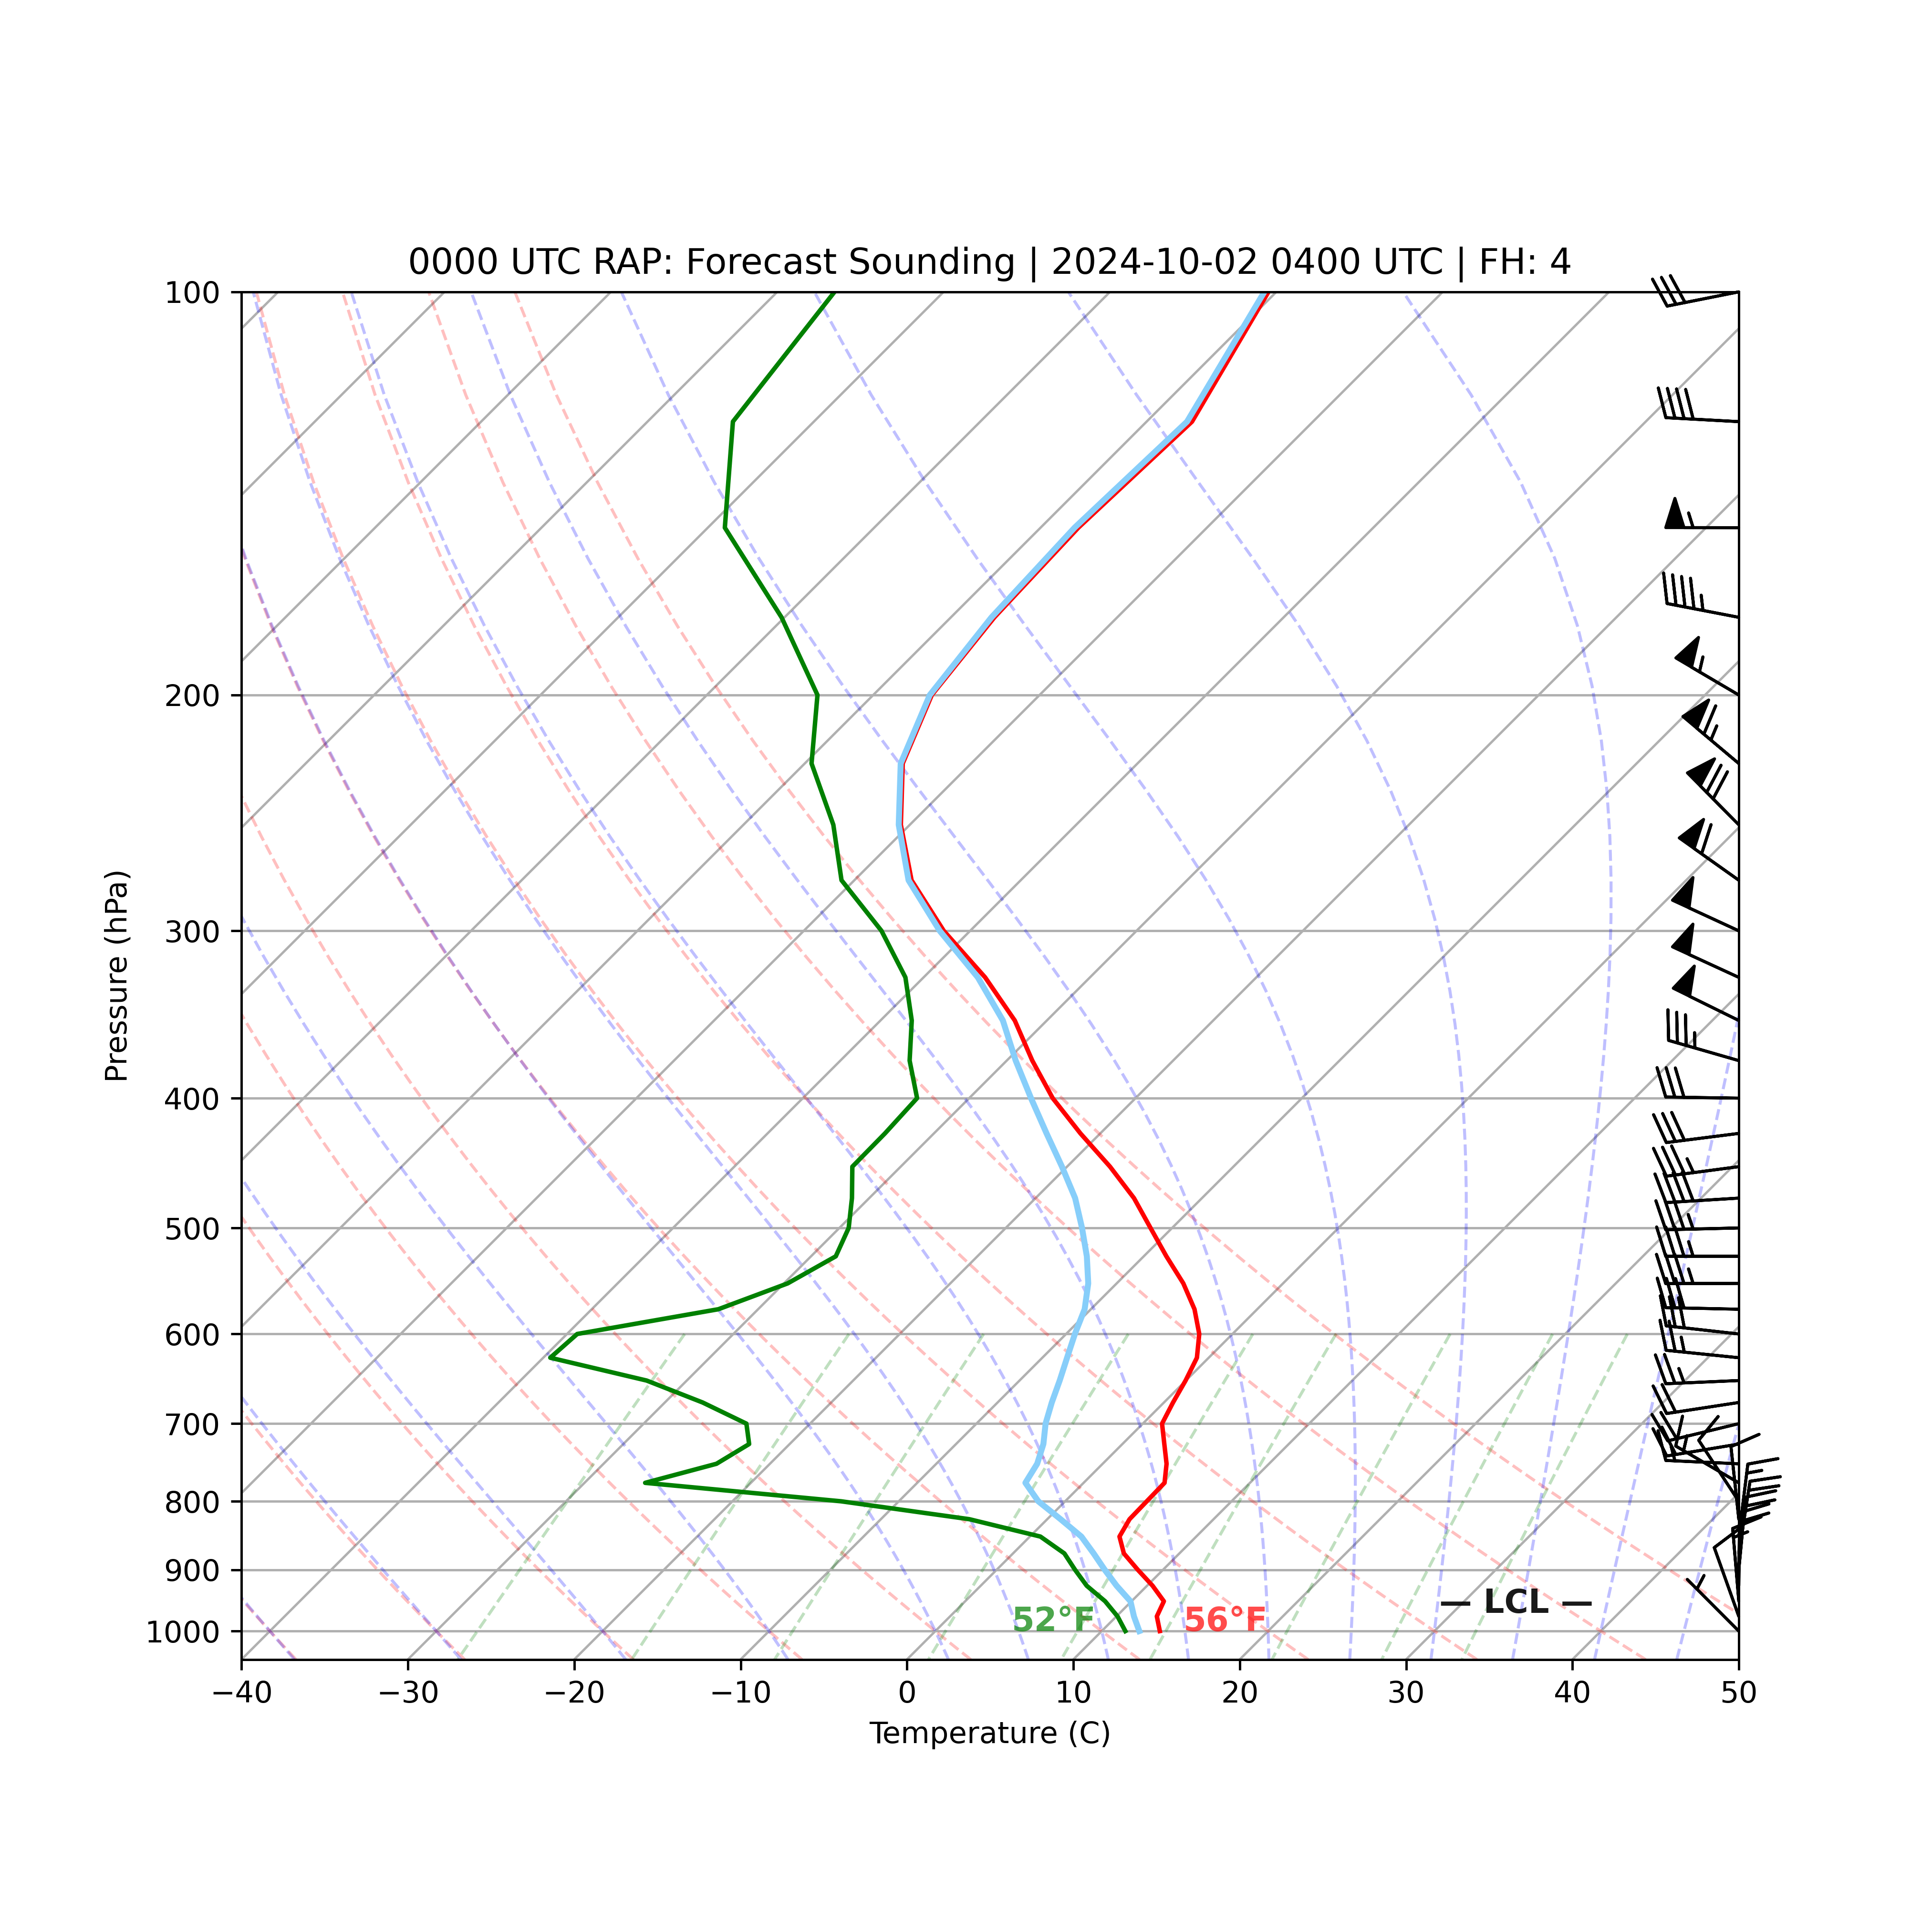 0000 UTC RAP: Forecast Sounding | 2024-10-02 0400 UTC | FH: 4
100
200
300
400
500
600
700
800
900
1000
Pressure (hPa)
52°F
56°F
— LCL —
−40 −30 −20 −10 0 10 20 30 40 50
Temperature (C)